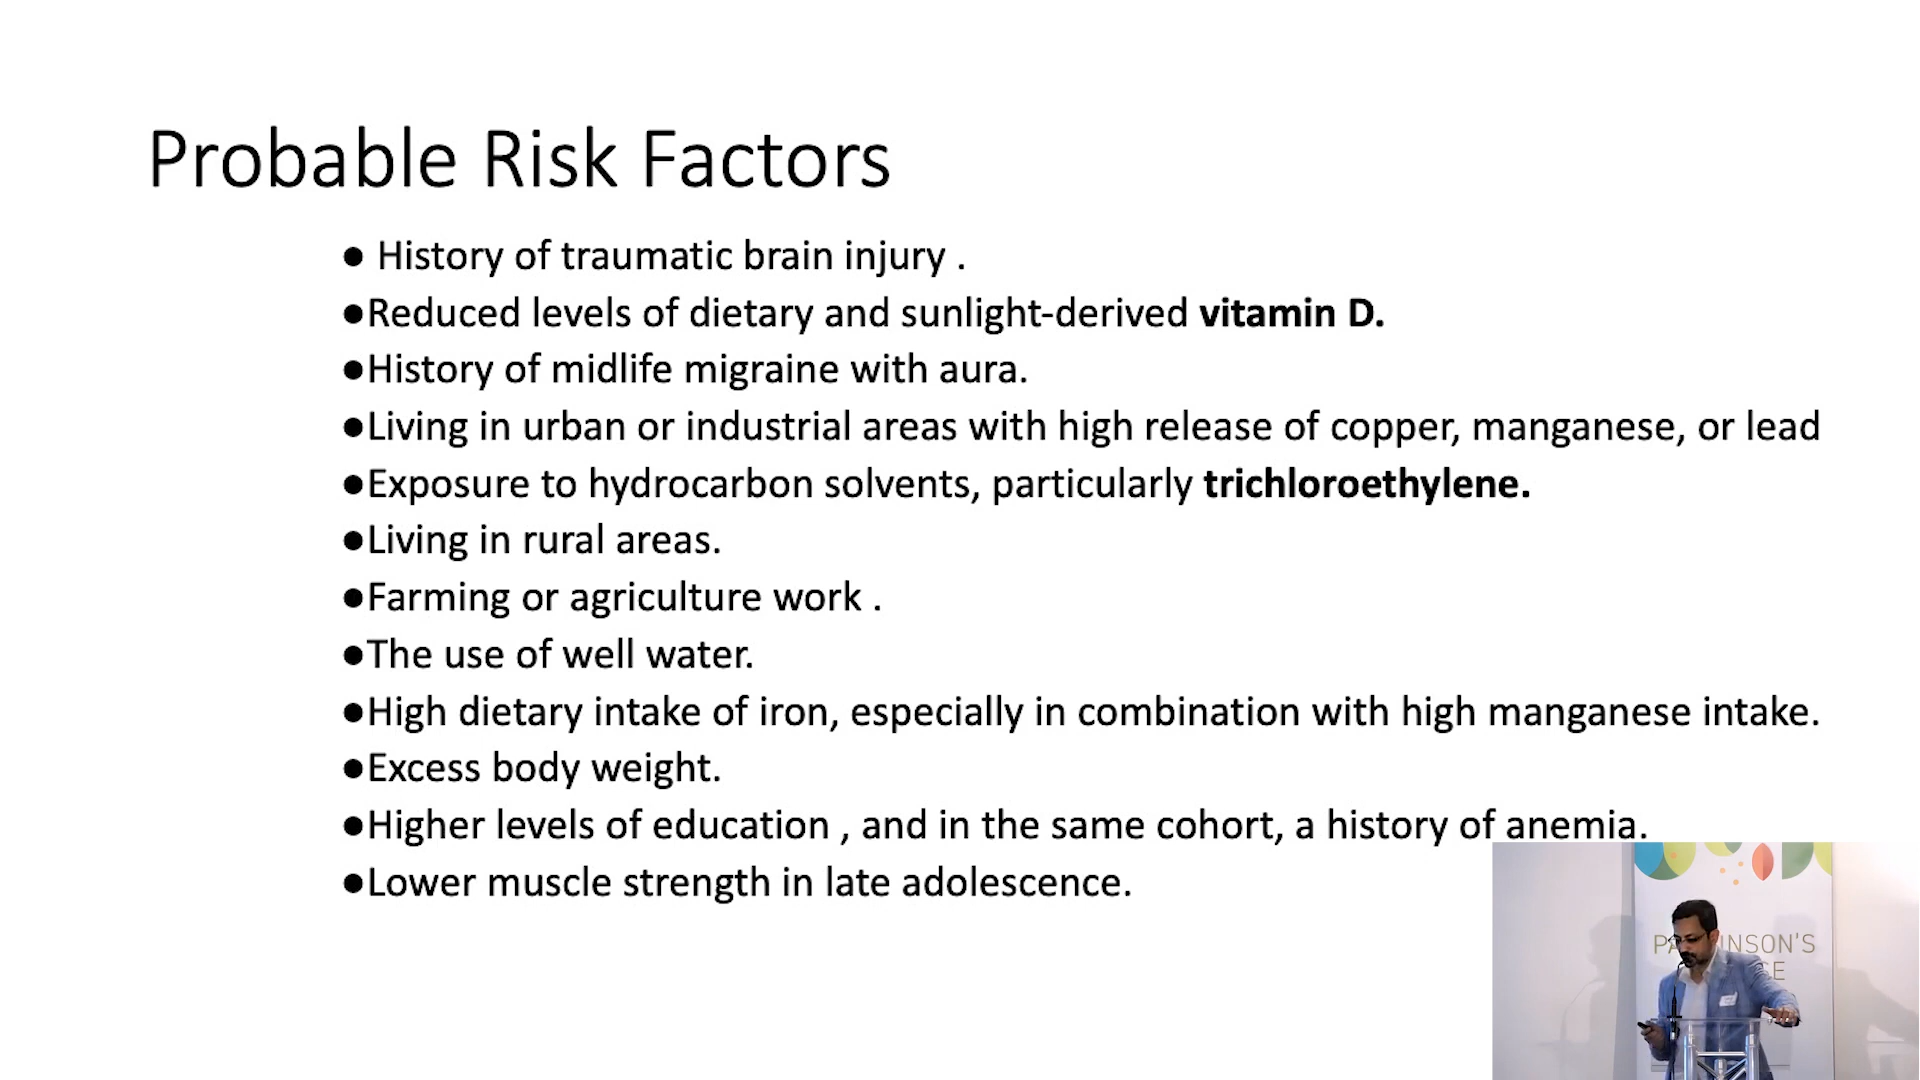 Probable Risk Factors
● History of traumatic brain injury .
●Reduced levels of dietary and sunlight-derived vitamin D.
●History of midlife migraine with aura.
●Living in urban or industrial areas with high release of copper, manganese, or lead
●Exposure to hydrocarbon solvents, particularly trichloroethylene.
●Living in rural areas.
●Farming or agriculture work .
●The use of well water.
●High dietary intake of iron, especially in combination with high manganese intake.
●Excess body weight.
●Higher levels of education , and in the same cohort, a history of anemia.
●Lower muscle strength in late adolescence.